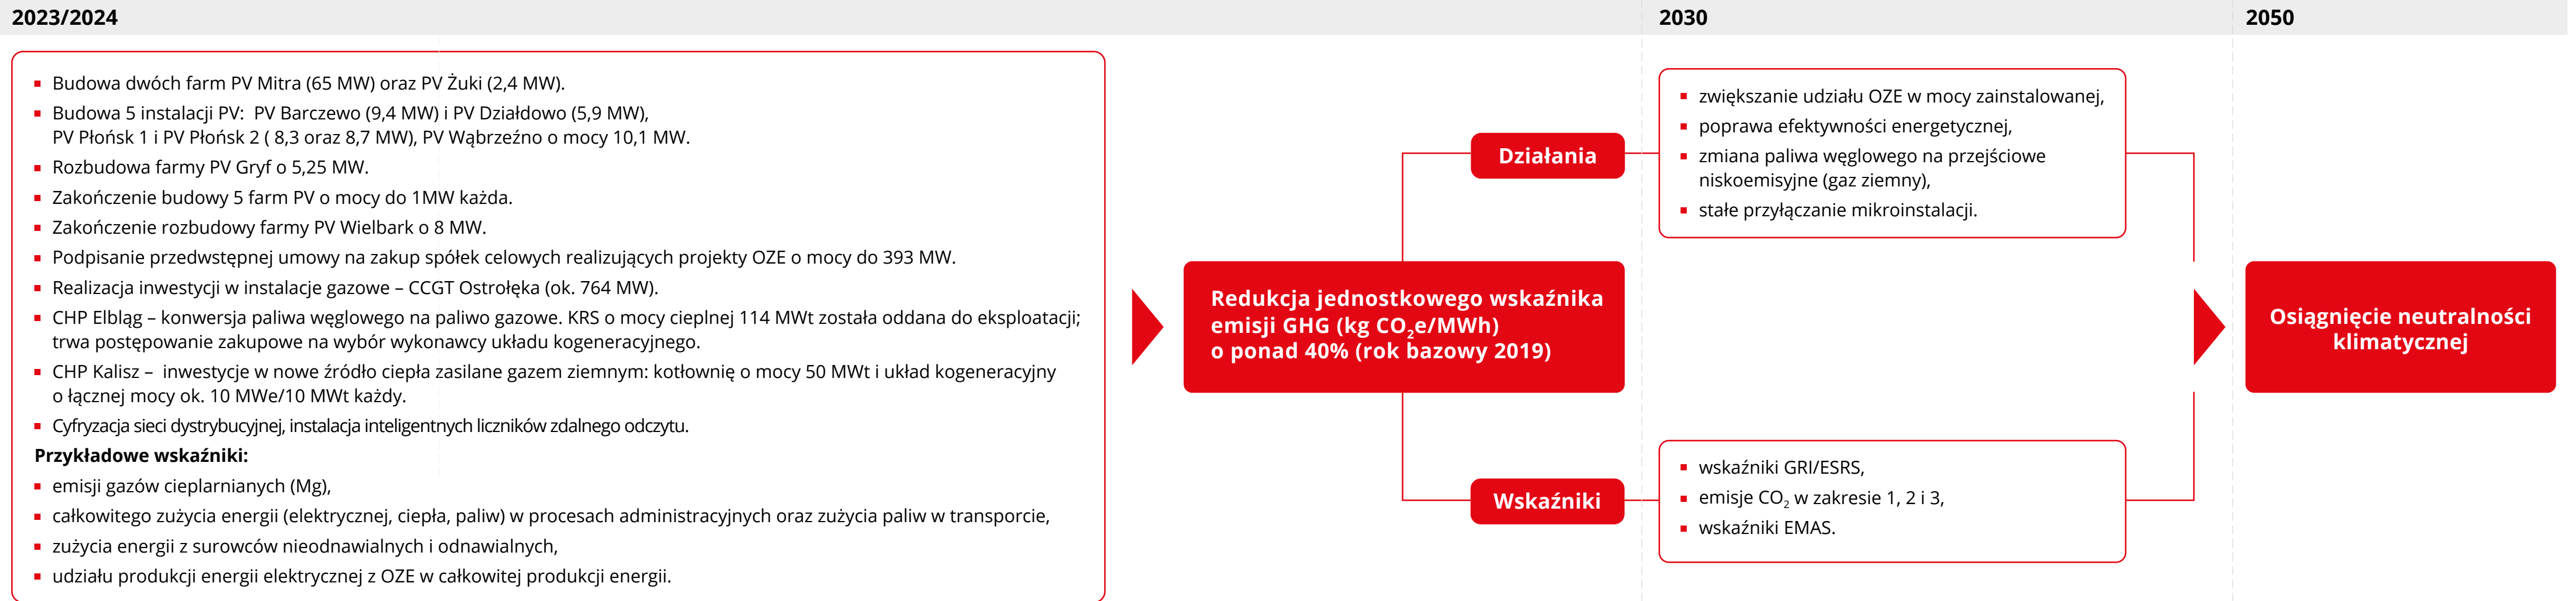 2023/2024
2030
2050
Budowa dwóch farm PV Mitra (65 MW) oraz PV Żuki (2,4 MW).
Budowa 5 instalacji PV:  PV Barczewo (9,4 MW) i PV Działdowo (5,9 MW),
PV Płońsk 1 i PV Płońsk 2 ( 8,3 oraz 8,7 MW), PV Wąbrzeźno o mocy 10,1 MW.
Rozbudowa farmy PV Gryf o 5,25 MW.
Zakończenie budowy 5 farm PV o mocy do 1MW każda.
Zakończenie rozbudowy farmy PV Wielbark o 8 MW.
Podpisanie przedwstępnej umowy na zakup spółek celowych realizujących projekty OZE o mocy do 393 MW.
Realizacja inwestycji w instalacje gazowe – CCGT Ostrołęka (ok. 764 MW).
CHP Elbląg – konwersja paliwa węglowego na paliwo gazowe. KRS o mocy cieplnej 114 MWt została oddana do eksploatacji;
trwa postępowanie zakupowe na wybór wykonawcy układu kogeneracyjnego.
CHP Kalisz –  inwestycje w nowe źródło ciepła zasilane gazem ziemnym: kotłownię o mocy 50 MWt i układ kogeneracyjny
o łącznej mocy ok. 10 MWe/10 MWt każdy.
Cyfryzacja sieci dystrybucyjnej, instalacja inteligentnych liczników zdalnego odczytu.
Przykładowe wskaźniki:
emisji gazów cieplarnianych (Mg),
całkowitego zużycia energii (elektrycznej, ciepła, paliw) w procesach administracyjnych oraz zużycia paliw w transporcie,
zużycia energii z surowców nieodnawialnych i odnawialnych,
udziału produkcji energii elektrycznej z OZE w całkowitej produkcji energii.
Redukcja jednostkowego wskaźnika
emisji GHG (kg CO₂e/MWh)
o ponad 40% (rok bazowy 2019)
Działania
zwiększanie udziału OZE w mocy zainstalowanej,
poprawa efektywności energetycznej,
zmiana paliwa węglowego na przejściowe
niskoemisyjne (gaz ziemny),
stałe przyłączanie mikroinstalacji.
Wskaźniki
wskaźniki GRI/ESRS,
emisje CO₂ w zakresie 1, 2 i 3,
wskaźniki EMAS.
Osiągnięcie neutralności
klimatycznej